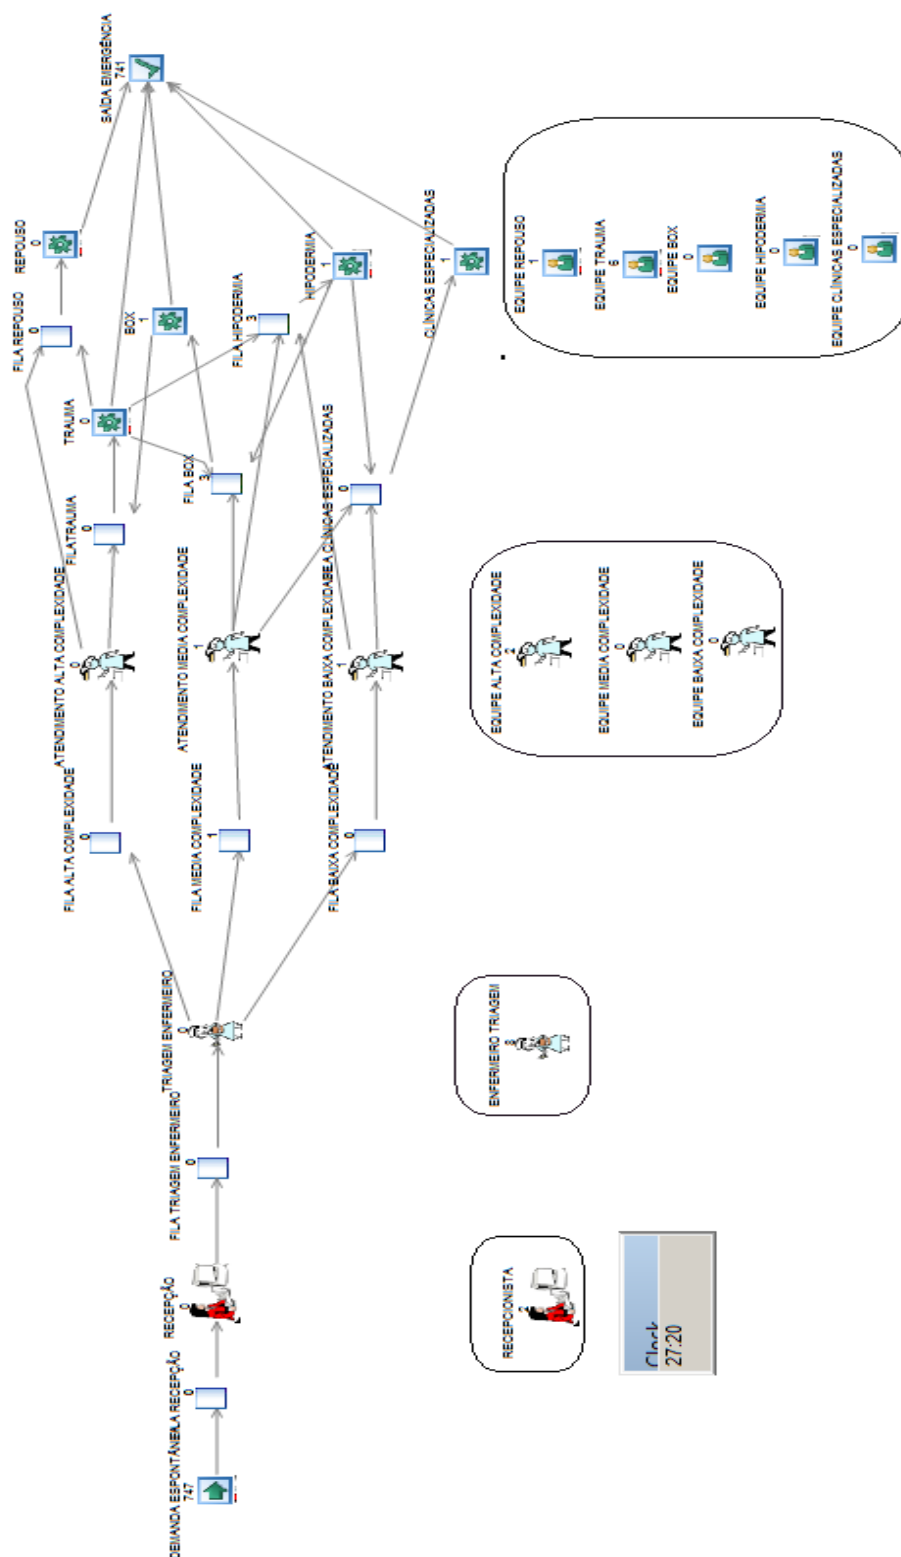 DEMANDA ESPONTÂNEA
747
FILA RECEPÇÃO
0
RECEPÇÃO
0
FILA TRIAGEM ENFERMEIRO
0
TRIAGEM ENFERMEIRO
0
FILA ALTA COMPLEXIDADE
0
FILA MEDIA COMPLEXIDADE
1
FILA BAIXA COMPLEXIDADE
0
ATENDIMENTO ALTA COMPLEXIDADE
0
ATENDIMENTO MEDIA COMPLEXIDADE
1
ATENDIMENTO BAIXA COMPLEXIDADE
1
FILATRAUMA
0
FILA BOX
3
CLÍNICAS ESPECIALIZADAS
0
TRAUMA
0
FILA REPOUSO
0
BOX
1
FILA HIPODERMIA
3
REPOUSO
0
HIPODERMIA
1
CLÍNICAS ESPECIALIZADAS
1
SAÍDA EMERGÊNCIA
741
RECEPCIONISTA
2
ENFERMEIRO TRIAGEM
3
EQUIPE ALTA COMPLEXIDADE
2
EQUIPE MEDIA COMPLEXIDADE
0
EQUIPE BAIXA COMPLEXIDADE
0
EQUIPE REPOUSO
1
EQUIPE TRAUMA
6
EQUIPE BOX
0
EQUIPE HIPODERMIA
0
EQUIPE CLÍNICAS ESPECIALIZADAS
0
Clock
27:20